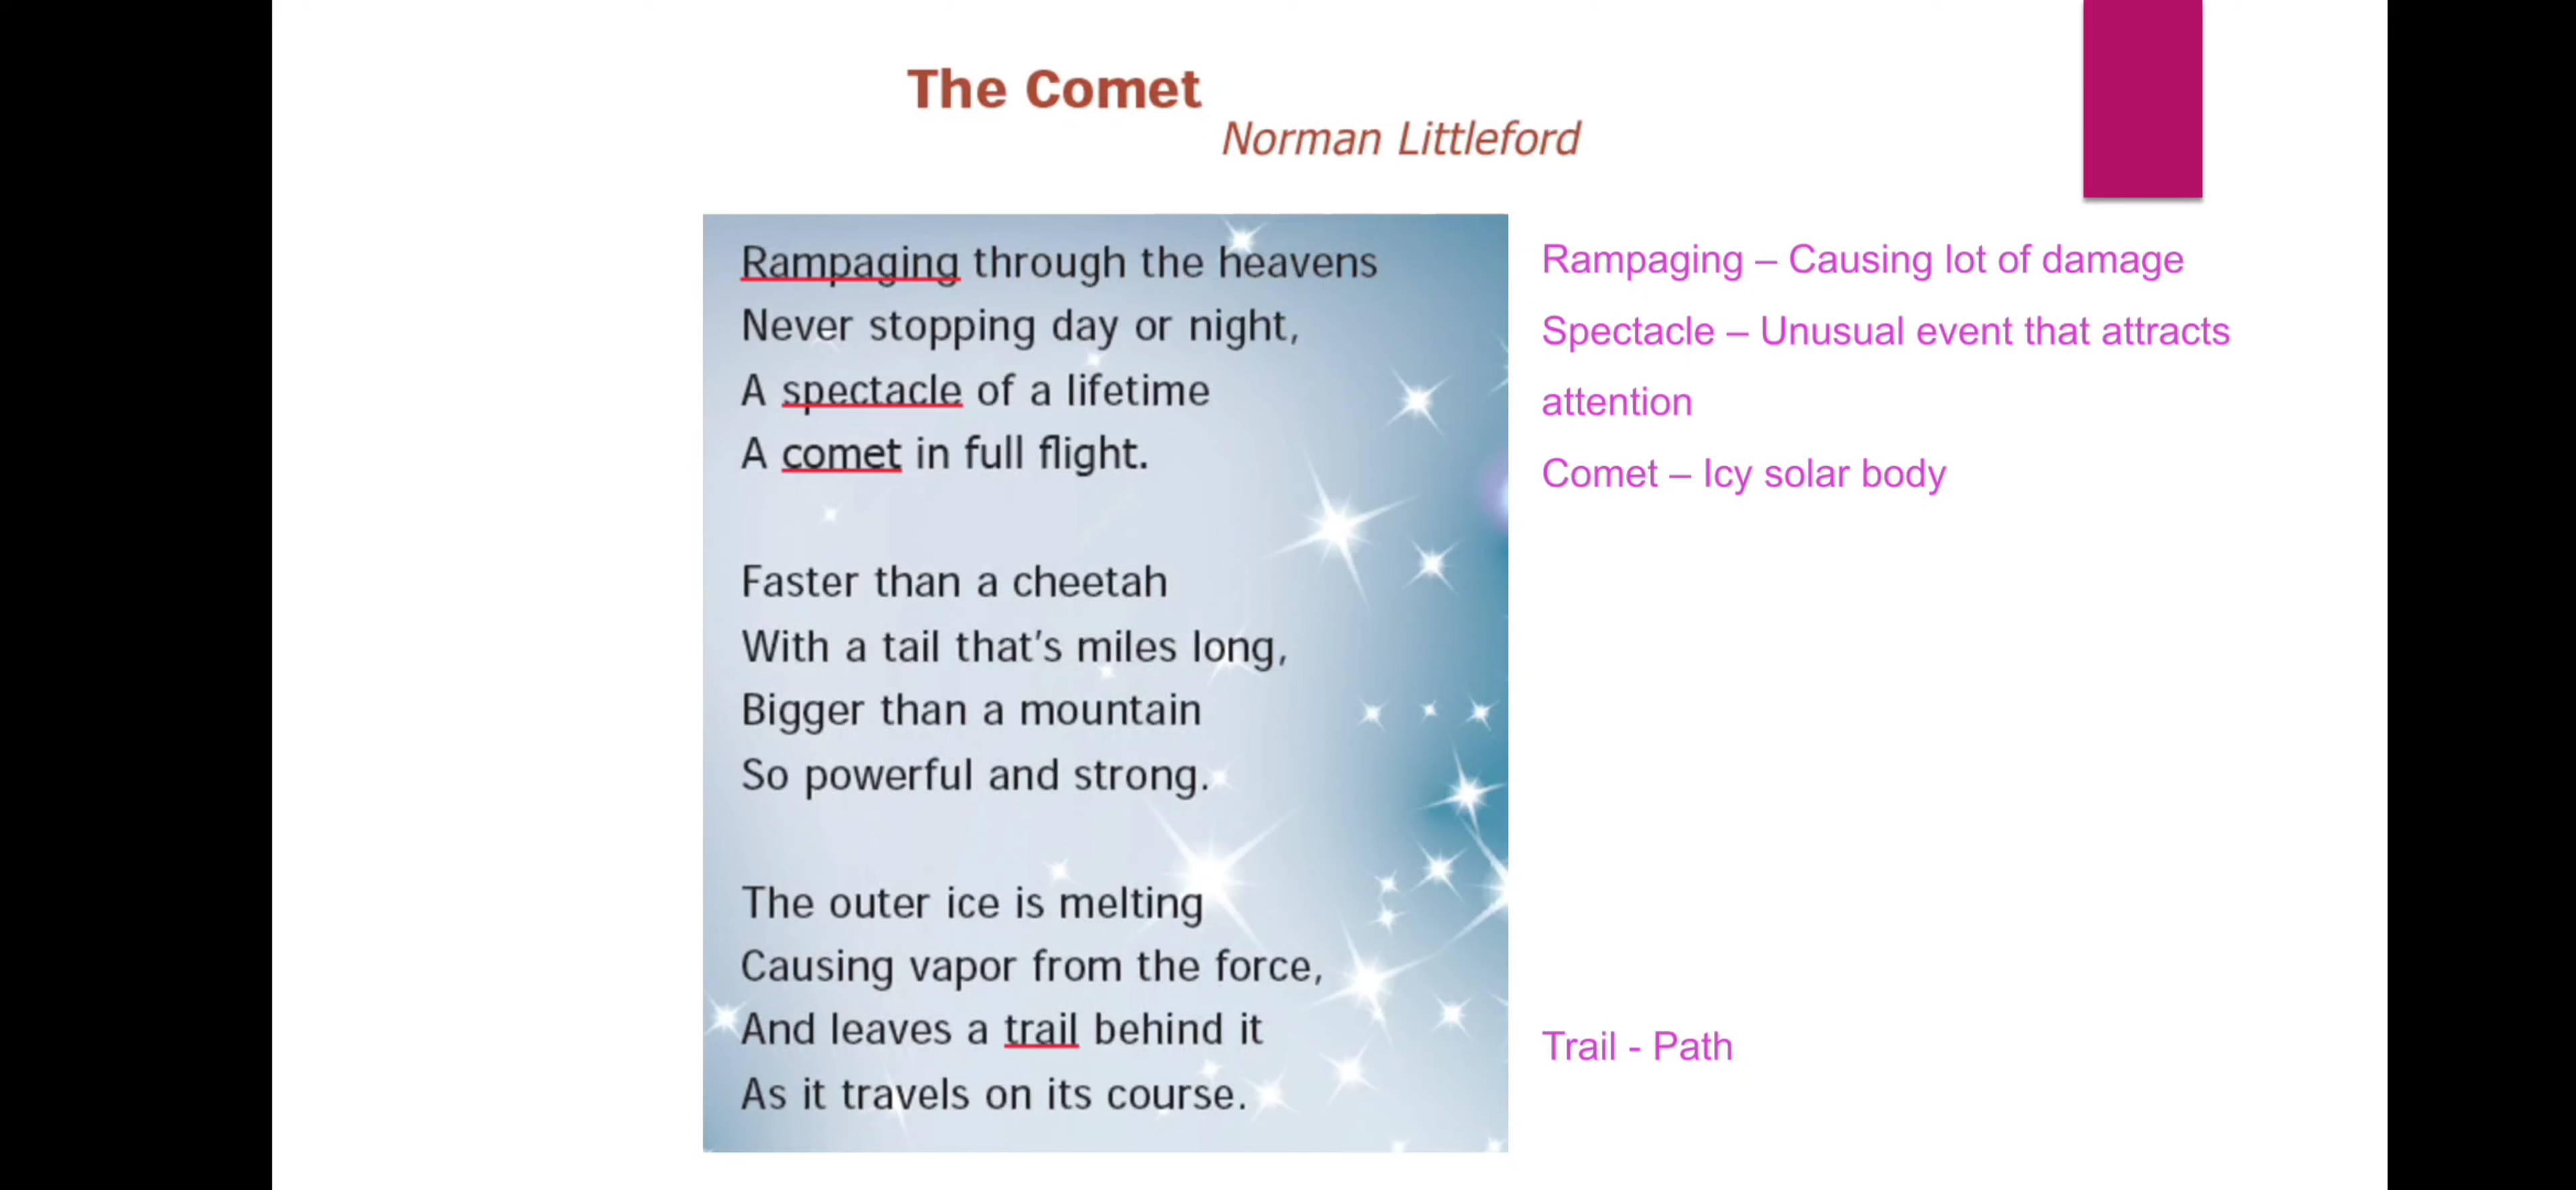 The Comet
Norman Littleford
Rampaging through the heavens
Never stopping day or night,
A spectacle of a lifetime
A comet in full flight.
Faster than a cheetah
With a tail that's miles long,
Bigger than a mountain
So powerful and strong.
The outer ice is melting
Causing vapor from the force,
And leaves a trail behind it
As it travels on its course.
Rampaging – Causing lot of damage
Spectacle – Unusual event that attracts
attention
Comet – Icy solar body
Trail - Path